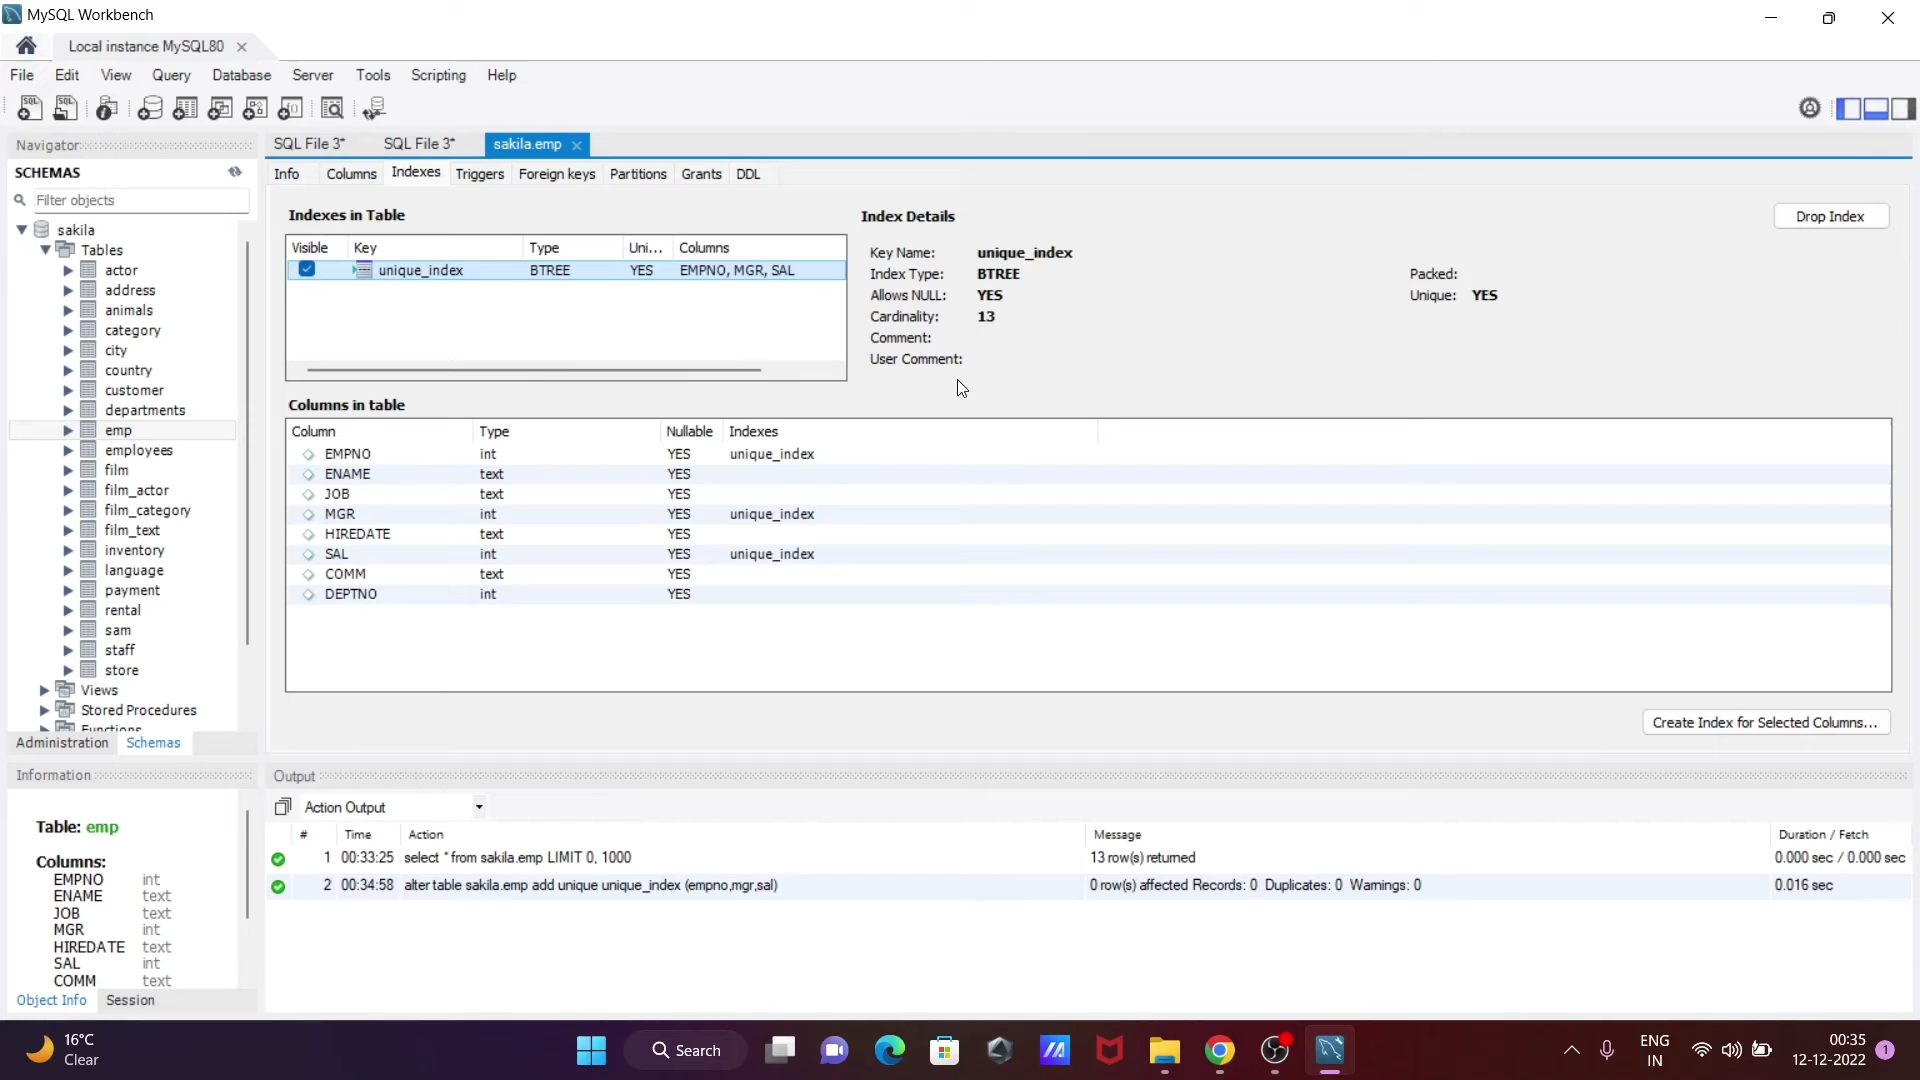 MySQL Workbench
Local instance MySQL80
File Edit View Query Database Server Tools Scripting Help
Navigator
SCHEMAS
Filter objects
sakila
Tables
actor
address
animals
category
city
country
customer
departments
emp
employees
film
film_actor
film_category
film_text
inventory
language
payment
rental
sam
staff
store
Views
Stored Procedures
Functions
Administration Schemas
Information
Table: emp
Columns:
EMPNO int
ENAME text
JOB text
MGR int
HIREDATE text
SAL int
COMM text
Object Info Session
SQL File 3* SQL File 3* sakila.emp
Info Columns Indexes Triggers Foreign keys Partitions Grants DDL
Indexes in Table
Visible Key Type Uni... Columns
unique_index BTREE YES EMPNO, MGR, SAL
Index Details
Drop Index
Key Name: unique_index
Index Type: BTREE Packed:
Allows NULL: YES Unique: YES
Cardinality: 13
Comment:
User Comment:
Columns in table
Column Type Nullable Indexes
EMPNO int YES unique_index
ENAME text YES
JOB text YES
MGR int YES unique_index
HIREDATE text YES
SAL int YES unique_index
COMM text YES
DEPTNO int YES
Create Index for Selected Columns...
Output
Action Output
# Time Action Message Duration / Fetch
1 00:33:25 select * from sakila.emp LIMIT 0, 1000 13 row(s) returned 0.000 sec / 0.000 sec
2 00:34:58 alter table sakila.emp add unique unique_index (empno,mgr,sal) 0 row(s) affected Records: 0 Duplicates: 0 Warnings: 0 0.016 sec
16°C
Clear
Search
ENG
IN
00:35
12-12-2022
1